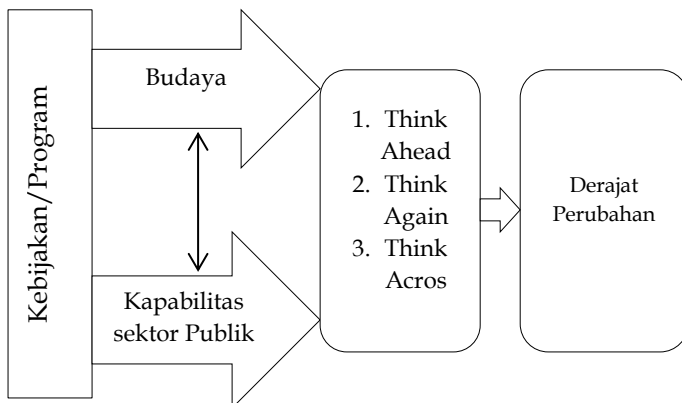 Kebijakan/Program
Budaya
Kapabilitas
sektor Publik
1. Think
Ahead
2. Think
Again
3. Think
Acros
Derajat
Perubahan